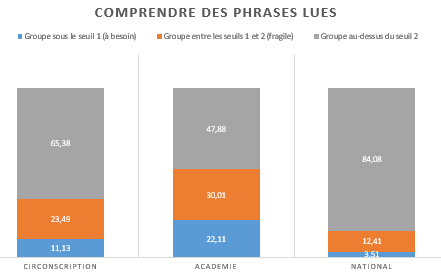 COMPRENDRE DES PHRASES LUES
Groupe sous le seuil 1 (à besoin) Groupe entre les seuils 1 et 2 (fragile) Groupe au-dessus du seuil 2
65,38 47,88 84,08
23,49 30,01 12,41
11,13 22,11 3,51
CIRCONSCRIPTION ACADEMIE NATIONAL